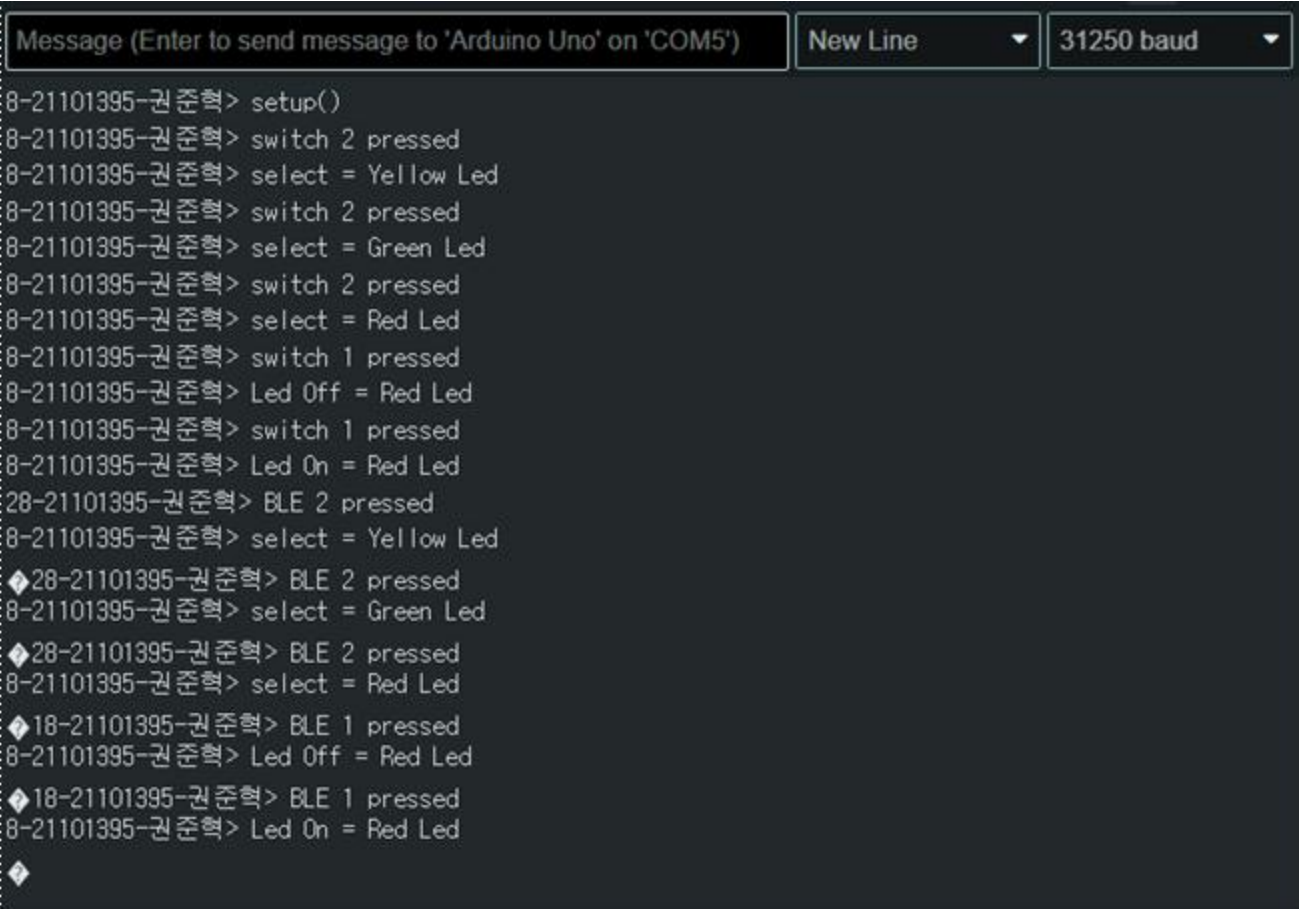 Message (Enter to send message to 'Arduino Uno' on 'COM5') New Line 31250 baud
8-21101395-권준혁> setup()
8-21101395-권준혁> switch 2 pressed
8-21101395-권준혁> select = Yellow Led
8-21101395-권준혁> switch 2 pressed
8-21101395-권준혁> select = Green Led
8-21101395-권준혁> switch 2 pressed
8-21101395-권준혁> select = Red Led
8-21101395-권준혁> switch 1 pressed
8-21101395-권준혁> Led Off = Red Led
8-21101395-권준혁> switch 1 pressed
8-21101395-권준혁> Led On = Red Led
28-21101395-권준혁> BLE 2 pressed
8-21101395-권준혁> select = Yellow Led
�28-21101395-권준혁> BLE 2 pressed
8-21101395-권준혁> select = Green Led
�28-21101395-권준혁> BLE 2 pressed
8-21101395-권준혁> select = Red Led
�18-21101395-권준혁> BLE 1 pressed
8-21101395-권준혁> Led Off = Red Led
�18-21101395-권준혁> BLE 1 pressed
8-21101395-권준혁> Led On = Red Led
�